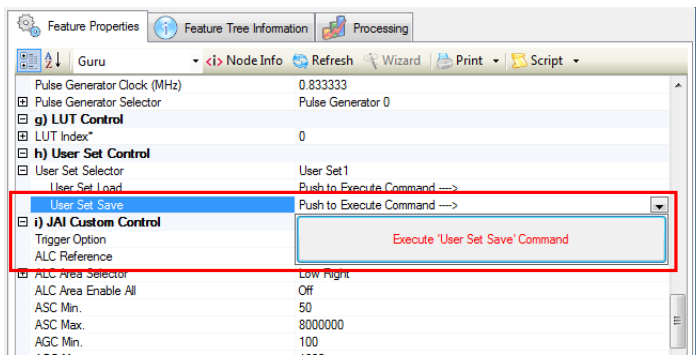 Feature Properties Feature Tree Information Processing
Guru <i> Node Info Refresh Wizard Print Script
Pulse Generator Clock (MHz) 0.833333
Pulse Generator Selector Pulse Generator 0
g) LUT Control
LUT Index* 0
h) User Set Control
User Set Selector User Set1
User Set Load Push to Execute Command ---->
User Set Save Push to Execute Command ---->
i) JAI Custom Control
Trigger Option Execute 'User Set Save' Command
ALC Reference
ALC Area Selector Low Right
ALC Area Enable All Off
ASC Min. 50
ASC Max. 8000000
AGC Min. 100